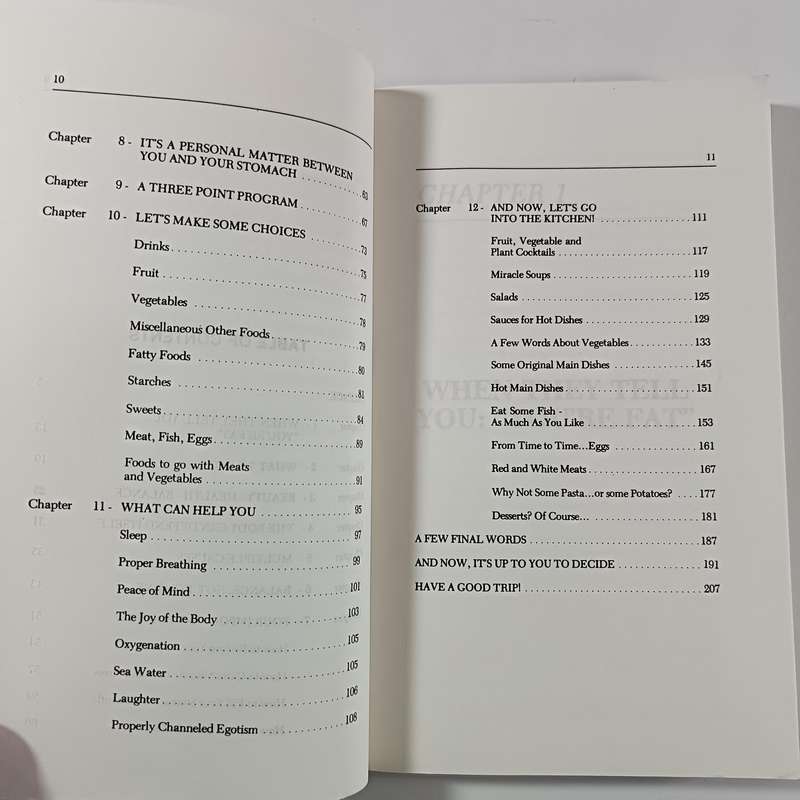 10
Chapter 8 - IT'S A PERSONAL MATTER BETWEEN
YOU AND YOUR STOMACH .......... 63
Chapter 9 - A THREE POINT PROGRAM .......... 67
Chapter 10 - LET'S MAKE SOME CHOICES .......... 73
Drinks .......... 75
Fruit .......... 77
Vegetables .......... 78
Miscellaneous Other Foods .......... 79
Fatty Foods .......... 80
Starches .......... 81
Sweets .......... 84
Meat, Fish, Eggs .......... 89
Foods to go with Meats
and Vegetables .......... 91
Chapter 11 - WHAT CAN HELP YOU .......... 95
Sleep .......... 97
Proper Breathing .......... 99
Peace of Mind .......... 101
The Joy of the Body .......... 103
Oxygenation .......... 105
Sea Water .......... 105
Laughter .......... 106
Properly Channeled Egotism .......... 108
11
Chapter 12 - AND NOW, LET'S GO
INTO THE KITCHEN! .......... 111
Fruit, Vegetable and
Plant Cocktails .......... 117
Miracle Soups .......... 119
Salads .......... 125
Sauces for Hot Dishes .......... 129
A Few Words About Vegetables .......... 133
Some Original Main Dishes .......... 145
Hot Main Dishes .......... 151
Eat Some Fish -
As Much As You Like .......... 153
From Time to Time...Eggs .......... 161
Red and White Meats .......... 167
Why Not Some Pasta...or some Potatoes? .... 177
Desserts? Of Course... .......... 181
A FEW FINAL WORDS .......... 187
AND NOW, IT'S UP TO YOU TO DECIDE .......... 191
HAVE A GOOD TRIP! .......... 207